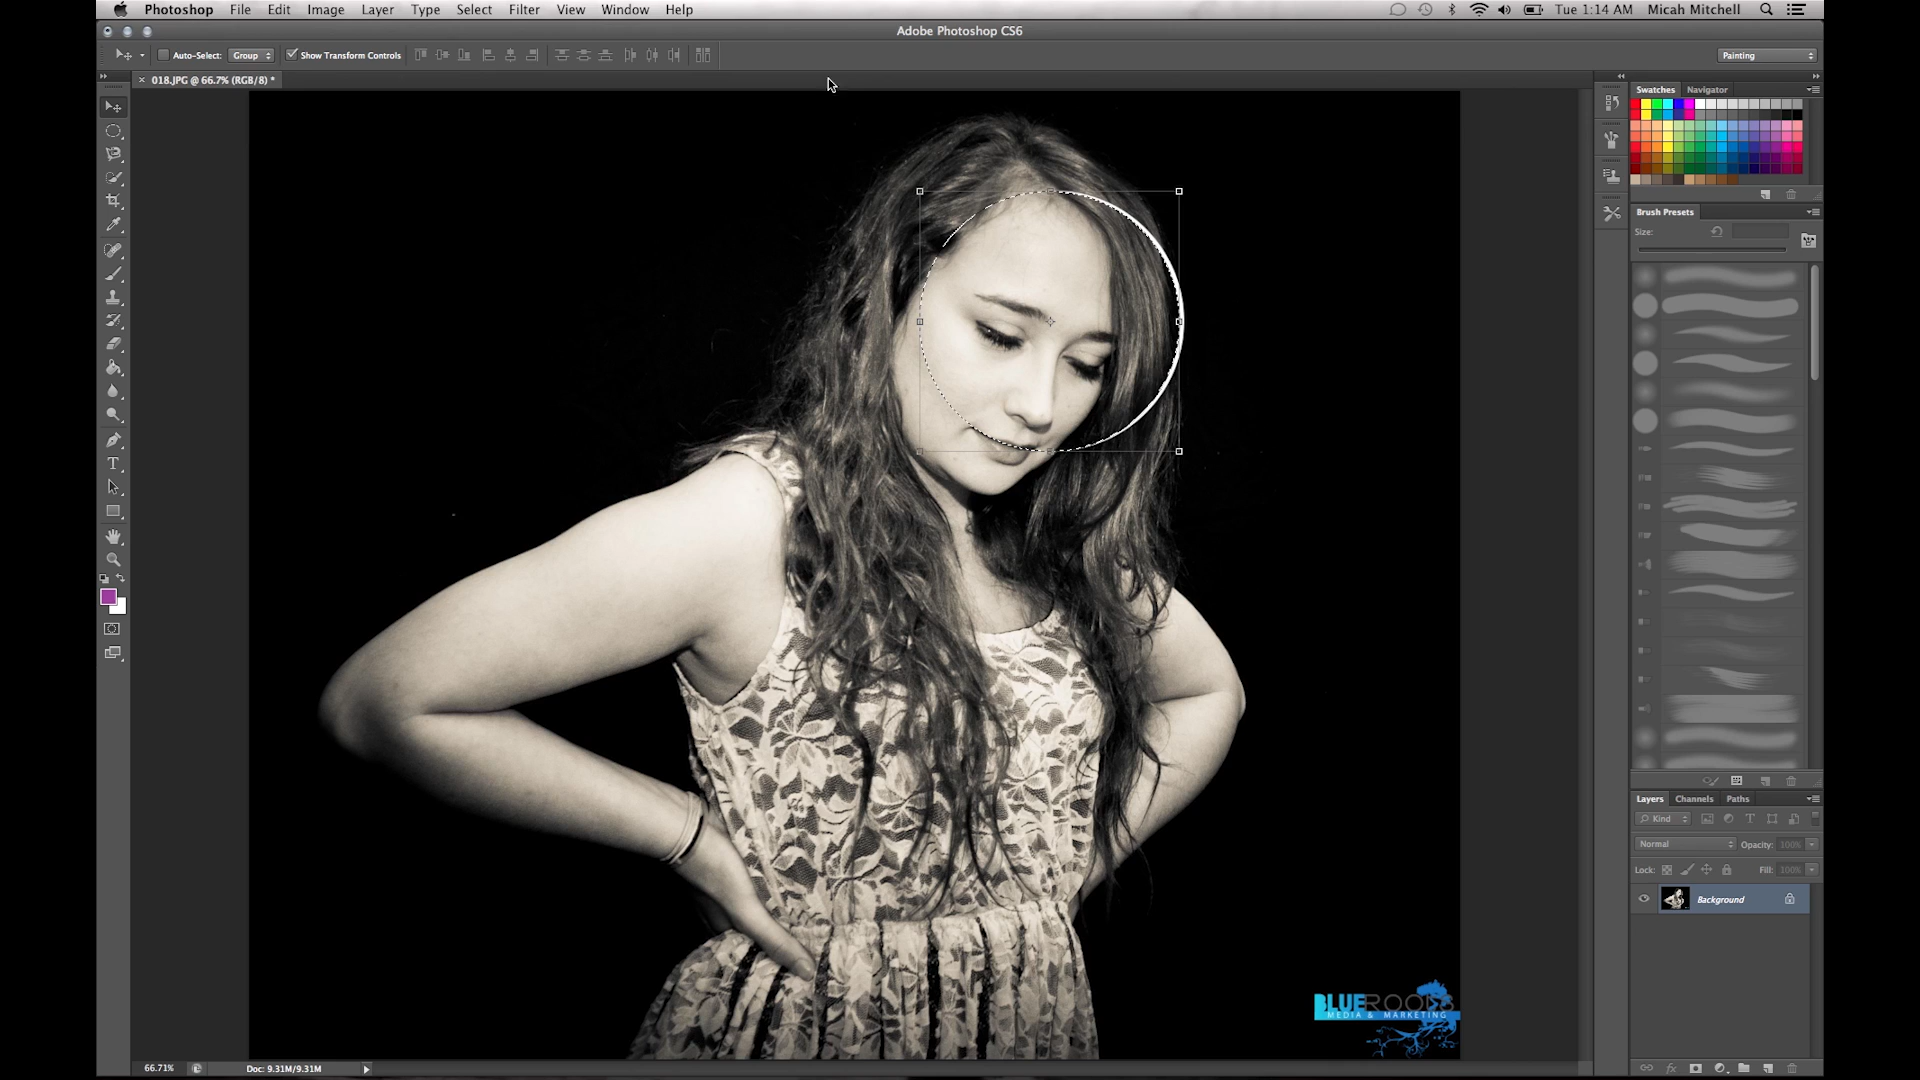 Photoshop File Edit Image Layer Type Select Filter View Window Help Tue 1:14 AM Micah Mitchell
Adobe Photoshop CS6
Auto-Select: Group Show Transform Controls Painting
018.JPG @ 66.7% (RGB/8) *
Swatches Navigator
Brush Presets
Size:
Layers Channels Paths
Kind
Normal Opacity: 100%
Lock: Fill: 100%
Background
BLUEROOTS
MEDIA & MARKETING
66.71% Doc: 9.31M/9.31M